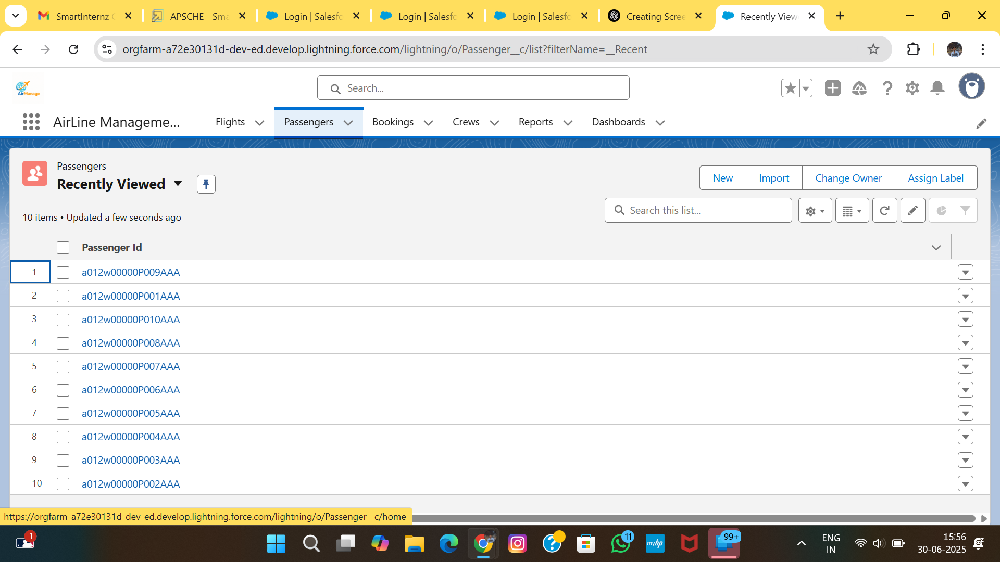 SmartInternz
APSCHE - Sma
Login | Salesfo
Login | Salesfo
Login | Salesfo
Creating Scree
Recently View
orgfarm-a72e30131d-dev-ed.develop.lightning.force.com/lightning/o/Passenger__c/list?filterName=__Recent
AirManage
Search...
AirLine Manageme...
Flights
Passengers
Bookings
Crews
Reports
Dashboards
Passengers
Recently Viewed
New
Import
Change Owner
Assign Label
10 items • Updated a few seconds ago
Search this list...
Passenger Id
1 a012w00000P009AAA
2 a012w00000P001AAA
3 a012w00000P010AAA
4 a012w00000P008AAA
5 a012w00000P007AAA
6 a012w00000P006AAA
7 a012w00000P005AAA
8 a012w00000P004AAA
9 a012w00000P003AAA
10 a012w00000P002AAA
https://orgfarm-a72e30131d-dev-ed.develop.lightning.force.com/lightning/o/Passenger__c/home
1
11
myhp
99+
ENG
IN
15:56
30-06-2025